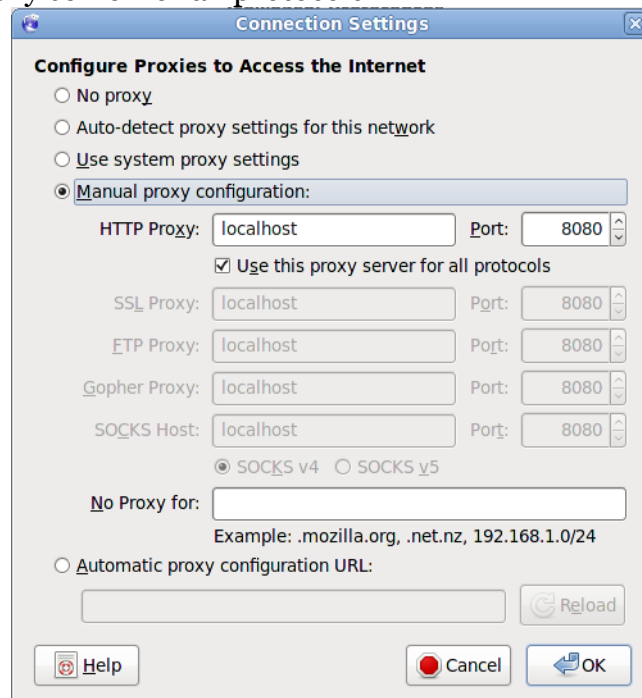 Connection Settings
Configure Proxies to Access the Internet
No proxy
Auto-detect proxy settings for this network
Use system proxy settings
Manual proxy configuration:
HTTP Proxy: localhost Port: 8080
Use this proxy server for all protocols
SSL Proxy: localhost Port: 8080
FTP Proxy: localhost Port: 8080
Gopher Proxy: localhost Port: 8080
SOCKS Host: localhost Port: 8080
SOCKS v4 SOCKS v5
No Proxy for:
Example: .mozilla.org, .net.nz, 192.168.1.0/24
Automatic proxy configuration URL:
Reload
Help Cancel OK